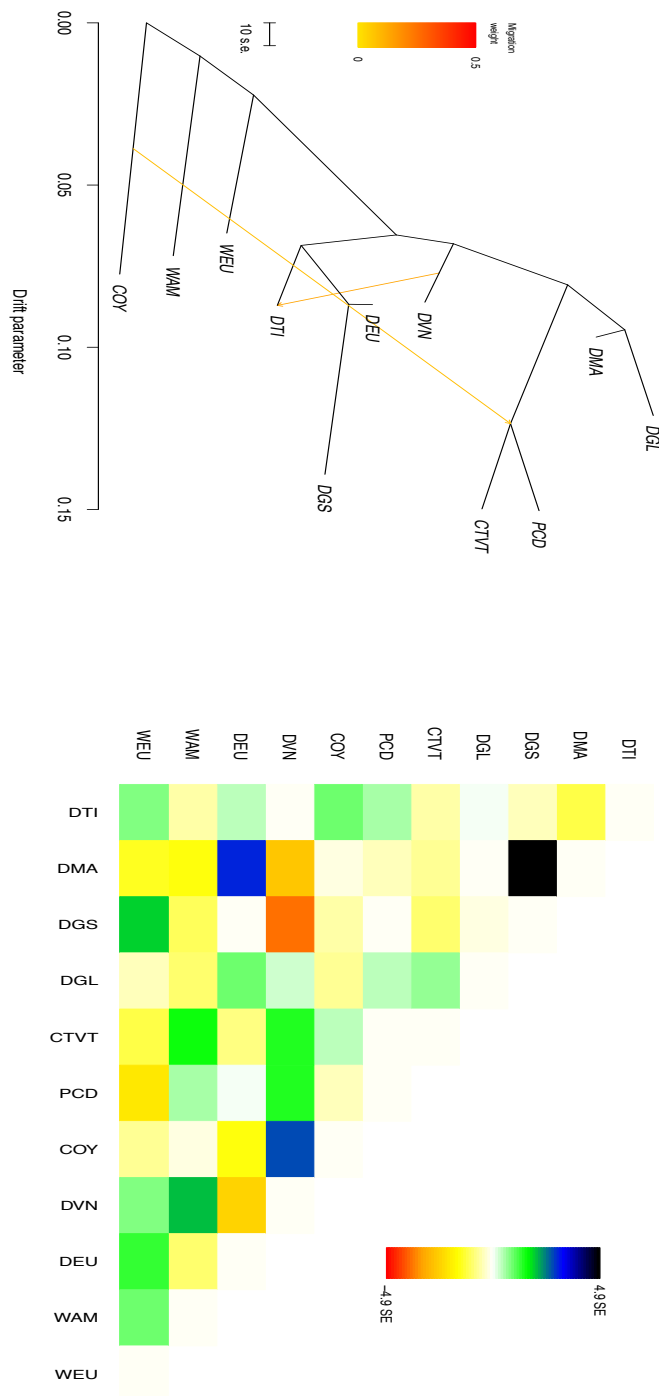 0.00
0.05
0.10
0.15
Drift parameter
10 s.e.
0
0.5
Migration
weight
COY
WAM
WEU
DTI
DEU
DVN
DGS
CTVT
PCD
DMA
DGL
WEU
WAM
DEU
DVN
COY
PCD
CTVT
DGL
DGS
DMA
DTI
DTI
DMA
DGS
DGL
CTVT
PCD
COY
DVN
DEU
WAM
WEU
-4.9 SE
4.9 SE